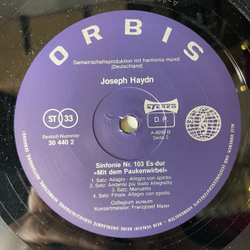 ORBIS
Gemeinschaftsproduktion mit harmonia mundi
(Deutschland)
Joseph Haydn
ST 33
STEREO
Deutsch-Nummer
30 440 2
D.P.
Seite 2
Sinfonie Nr. 103 Es-dur
»Mit dem Paukenwirbel«
1. Satz: Adagio - Allegro con spirito
2. Satz: Andante più tosto Allegretto
3. Satz: Menuetto
4. Satz: Finale. Allegro con spirito
Collegium aureum
Konzertmeister: Franzjosef Maier